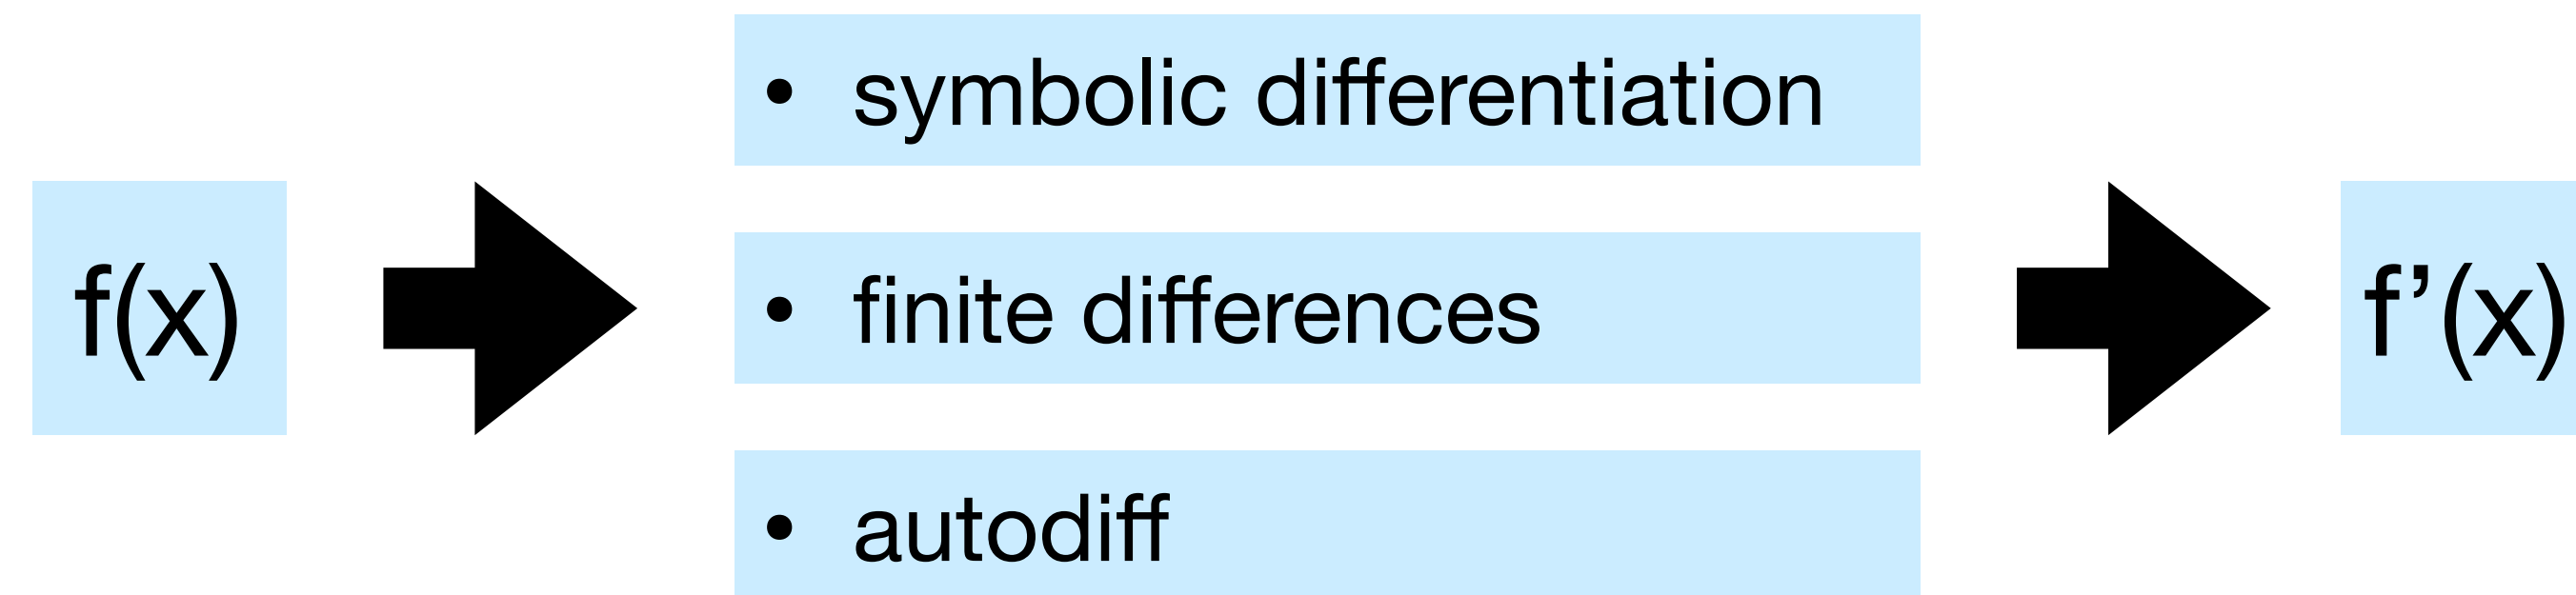 f(x)
• symbolic differentiation
• finite differences
• autodiff
f’(x)